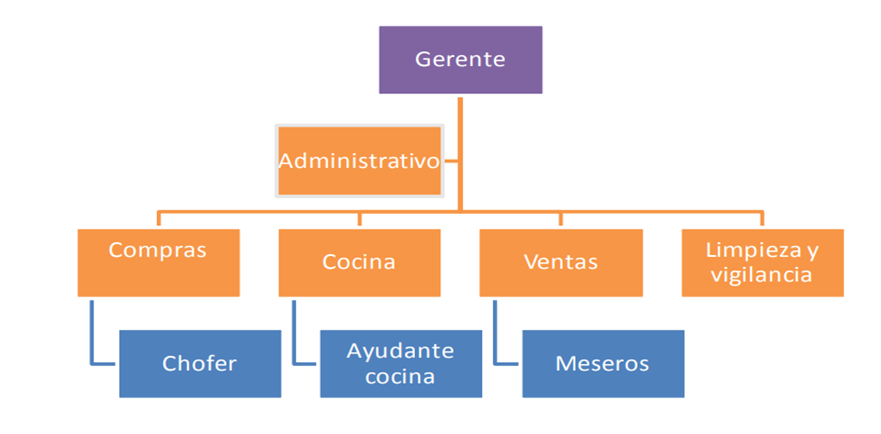 Gerente
Administrativo
Compras
Cocina
Ventas
Limpieza y
vigilancia
Chofer
Ayudante
cocina
Meseros